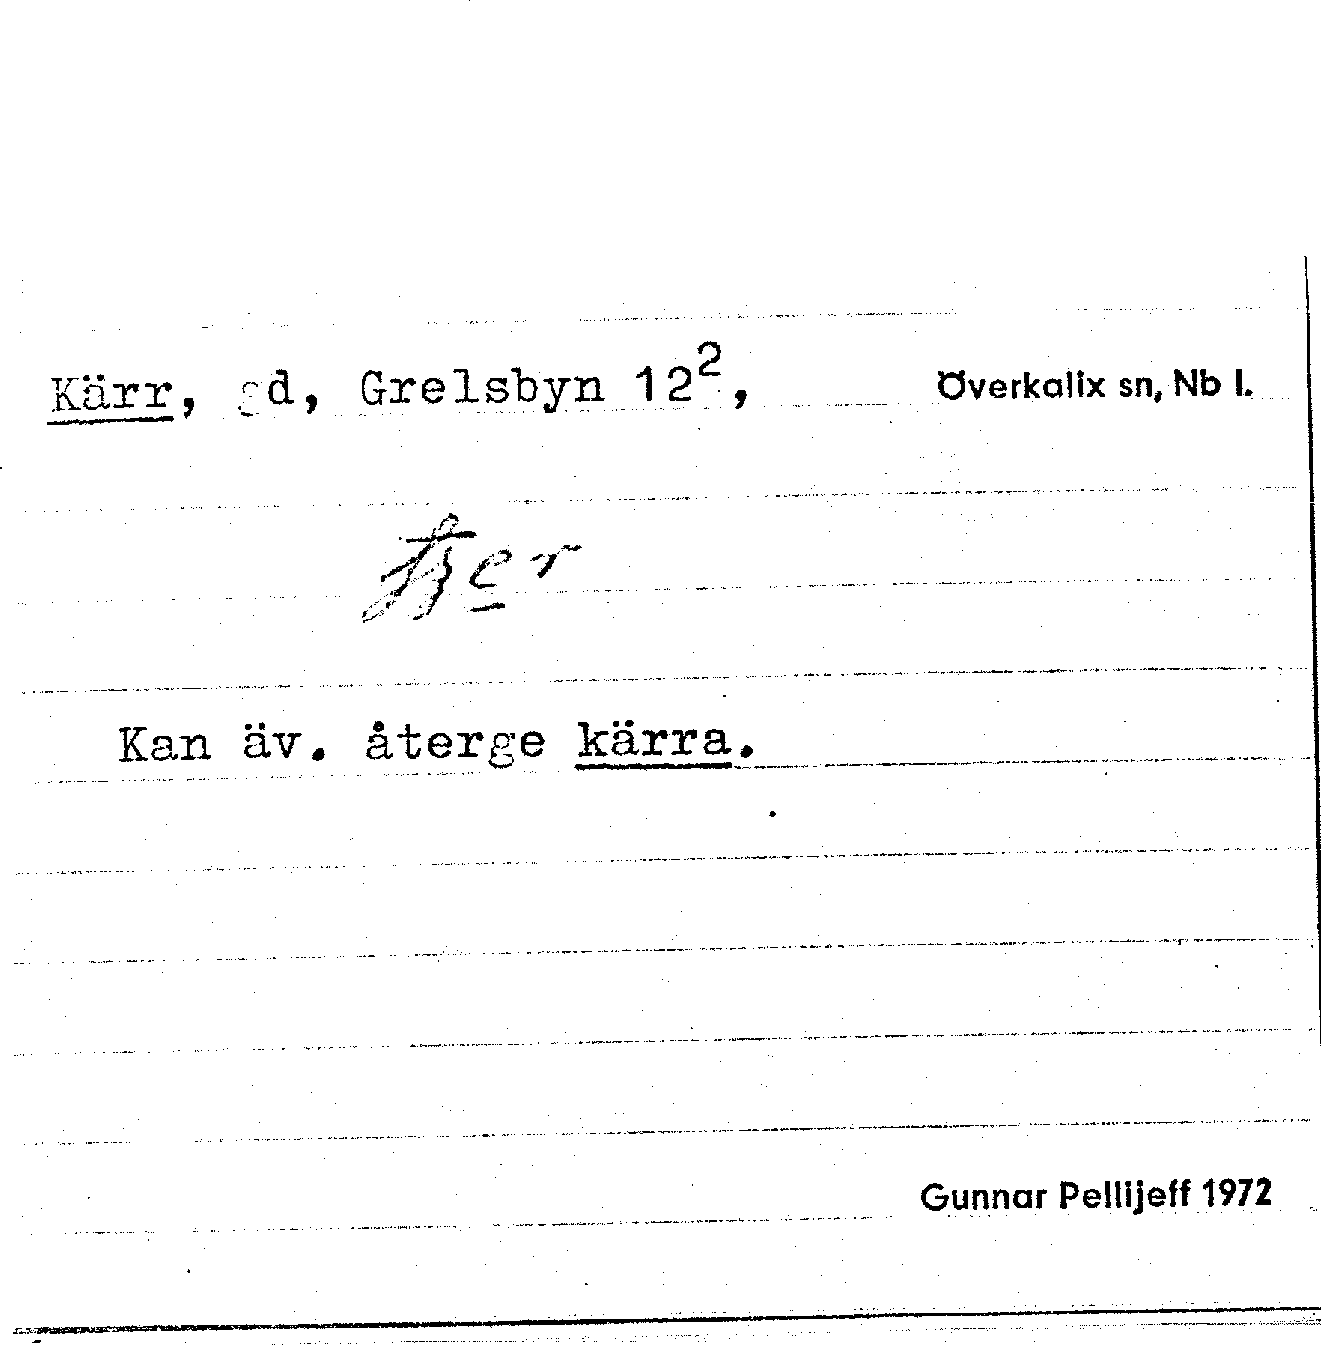 Kärr, gd, Grelsbyn 12², Överkalix sn, Nb l.
Kan äv. återge kärra.
Gunnar Pellijeff 1972